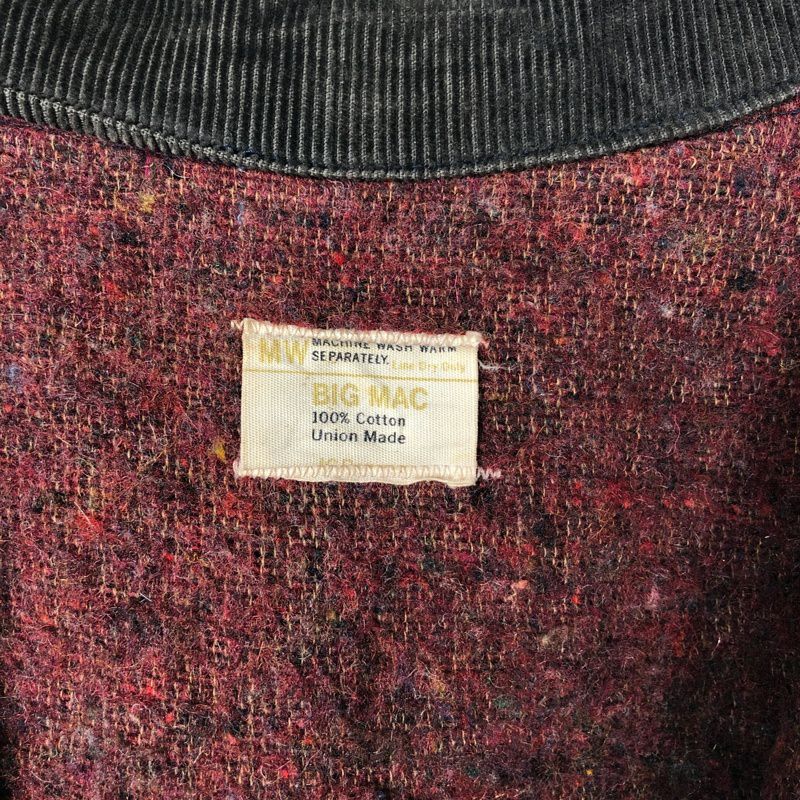 MW MACHINE WASH WARM
SEPARATELY. Line Dry Only
BIG MAC
100% Cotton
Union Made